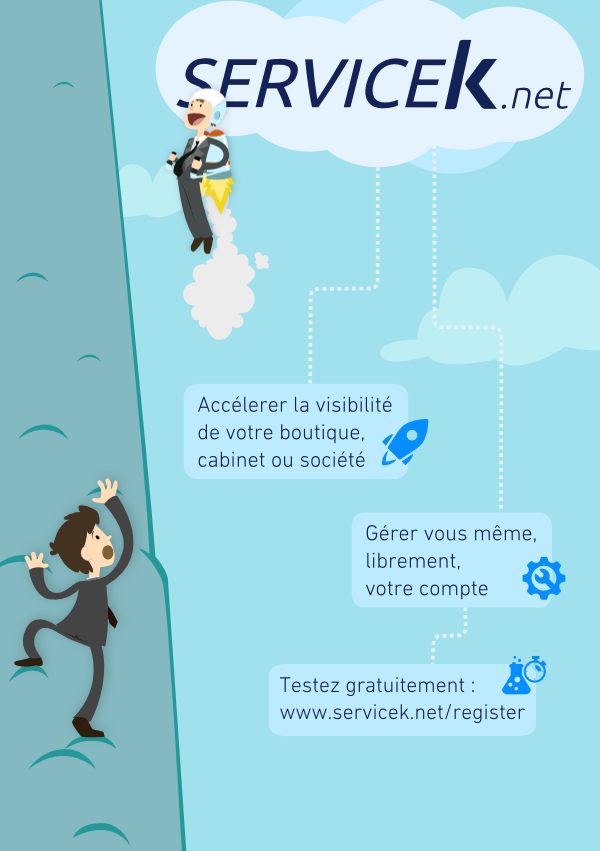 SERVICEK.net
Accélerer la visibilité
de votre boutique,
cabinet ou société
Gérer vous même,
librement,
votre compte
Testez gratuitement :
www.servicek.net/register